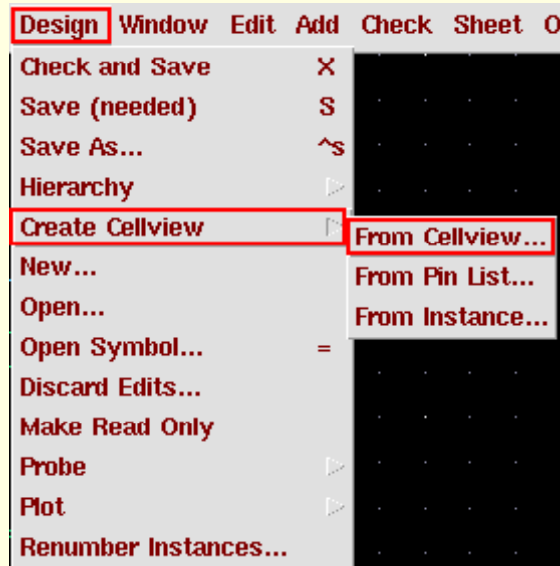 Design Window Edit Add Check Sheet O
Check and Save X
Save (needed) S
Save As... ^s
Hierarchy
Create Cellview
From Cellview...
New...
From Pin List...
Open...
From Instance...
Open Symbol... =
Discard Edits...
Make Read Only
Probe
Plot
Renumber Instances...